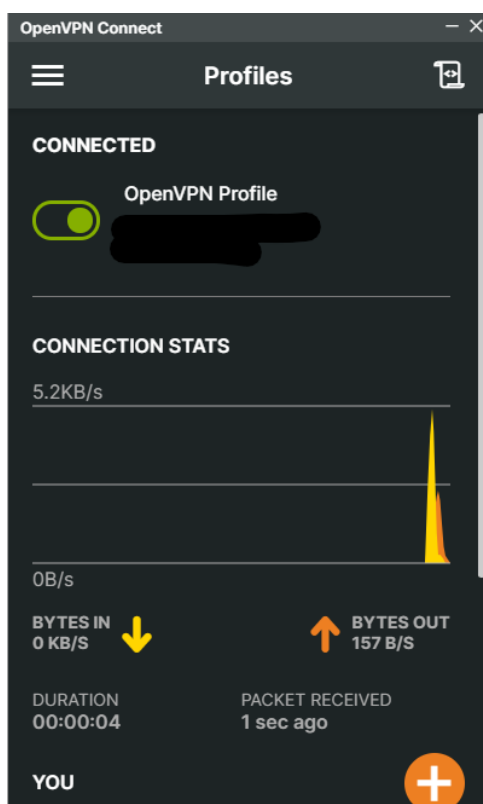 OpenVPN Connect
Profiles
CONNECTED
OpenVPN Profile
CONNECTION STATS
5.2KB/s
0B/s
BYTES IN
0 KB/S
BYTES OUT
157 B/S
DURATION
00:00:04
PACKET RECEIVED
1 sec ago
YOU